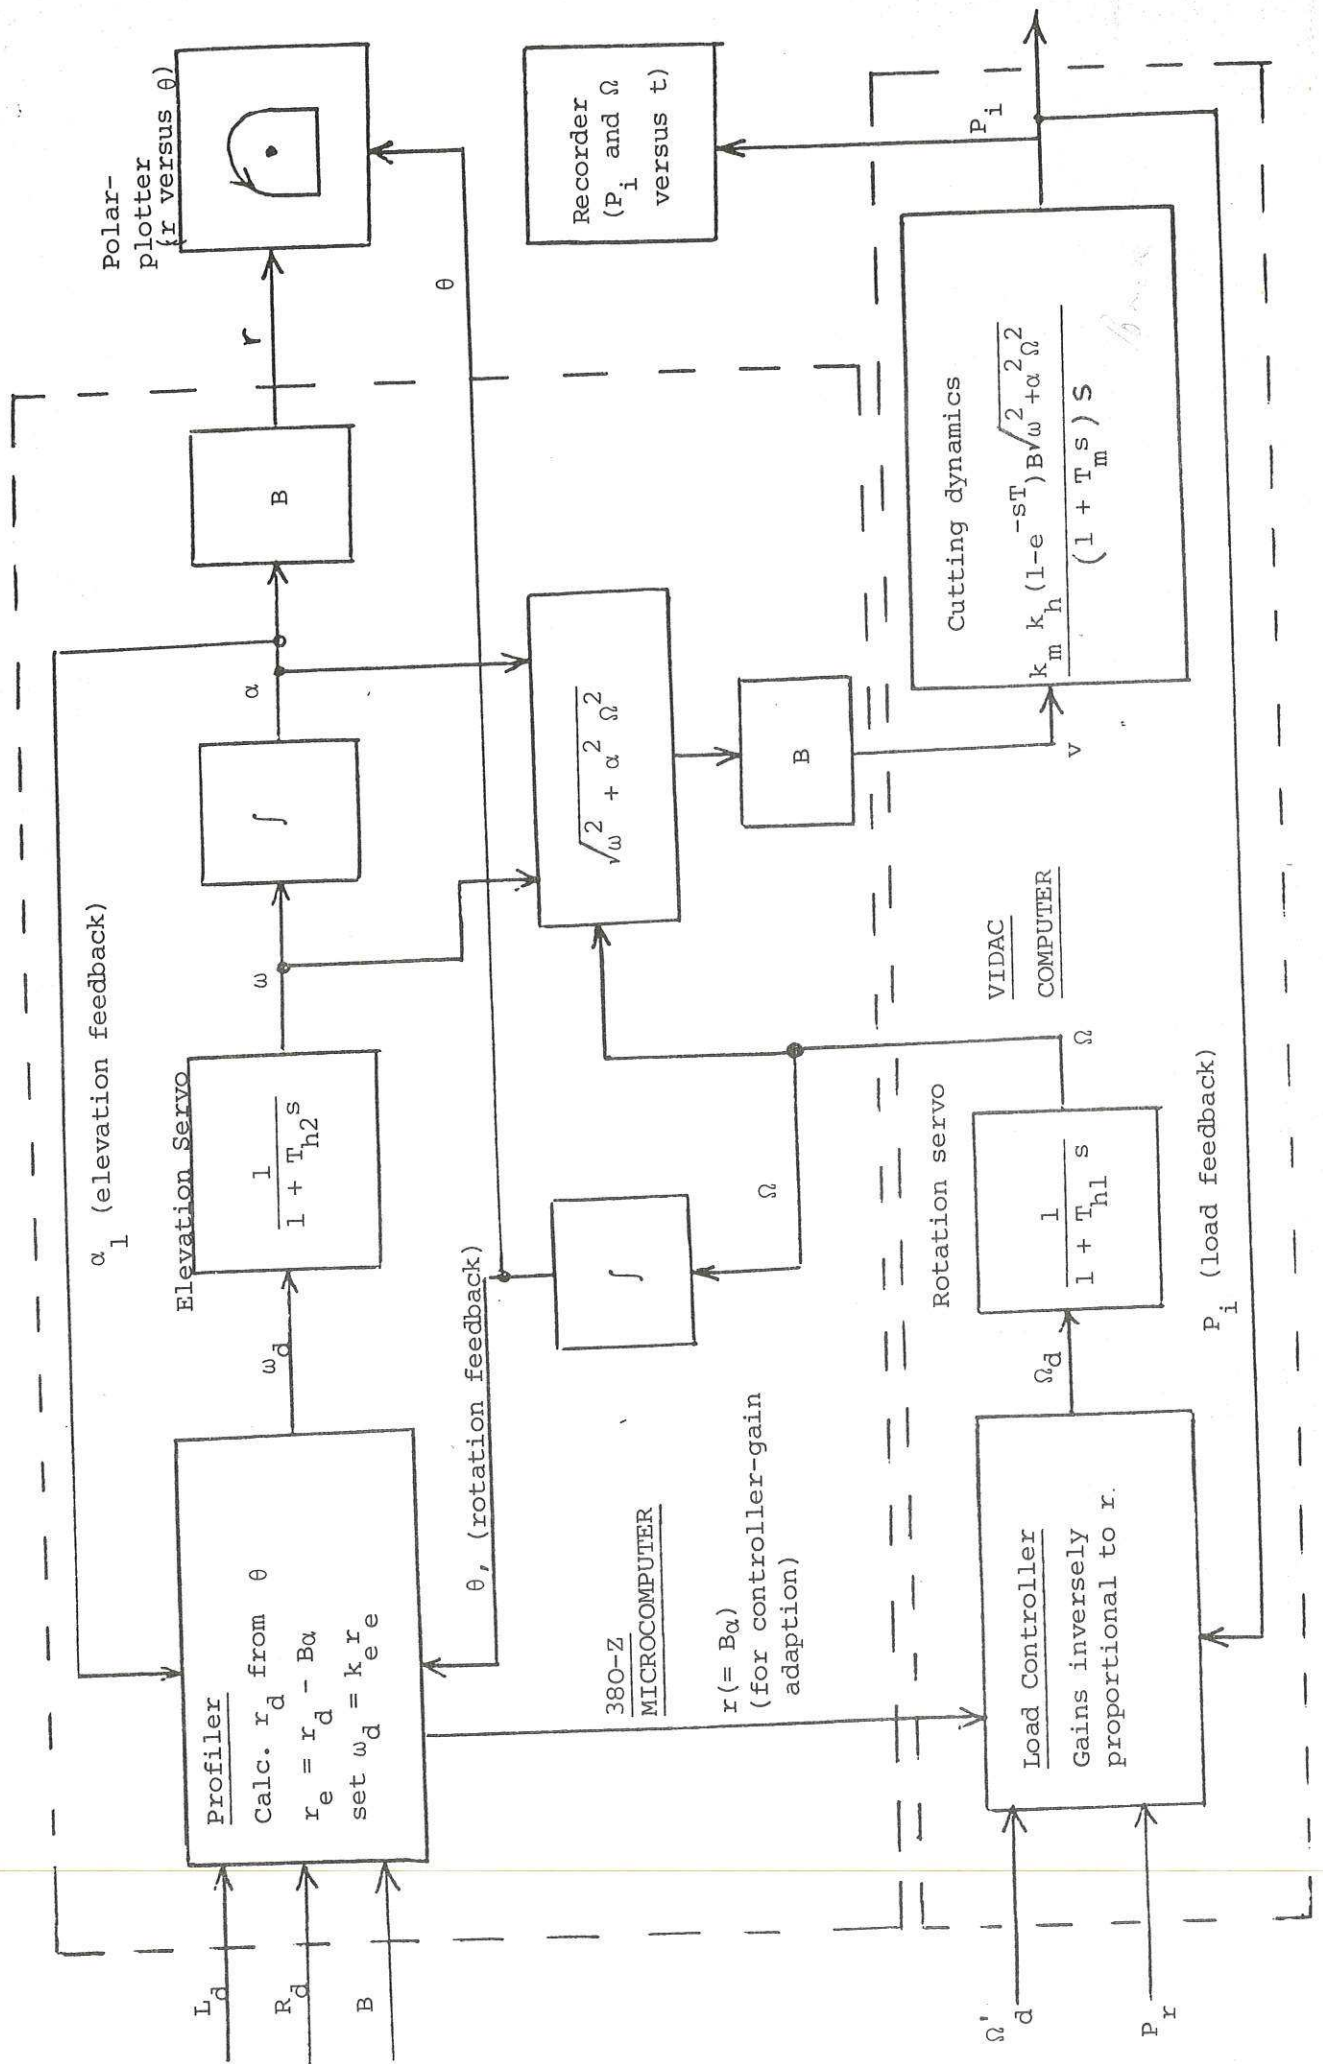 L_d
R_d
B
Profiler
Calc. r_d from θ
r_e = r_d - Bα
set ω_d = k_e r_e
α_1 (elevation feedback)
ω_d
Elevation Servo
1
1 + T_h2 s
ω
∫
α
B
r
Polar-
plotter
(r versus θ)
θ
θ, (rotation feedback)
∫
Ω
√ω² + α² Ω²
B
v
Recorder
(P_i and Ω
versus t)
380-Z
MICROCOMPUTER
r(= Bα)
(for controller-gain
adaption)
Ω'_d
P_r
Load Controller
Gains inversely
proportional to r.
Ω_d
Rotation servo
1
1 + T_h1 s
Ω
VIDAC
COMPUTER
Cutting dynamics
k_m k_h (1-e^-sT) B√ω²+α²Ω²
(1 + T_m s) s
P_i
P_i (load feedback)